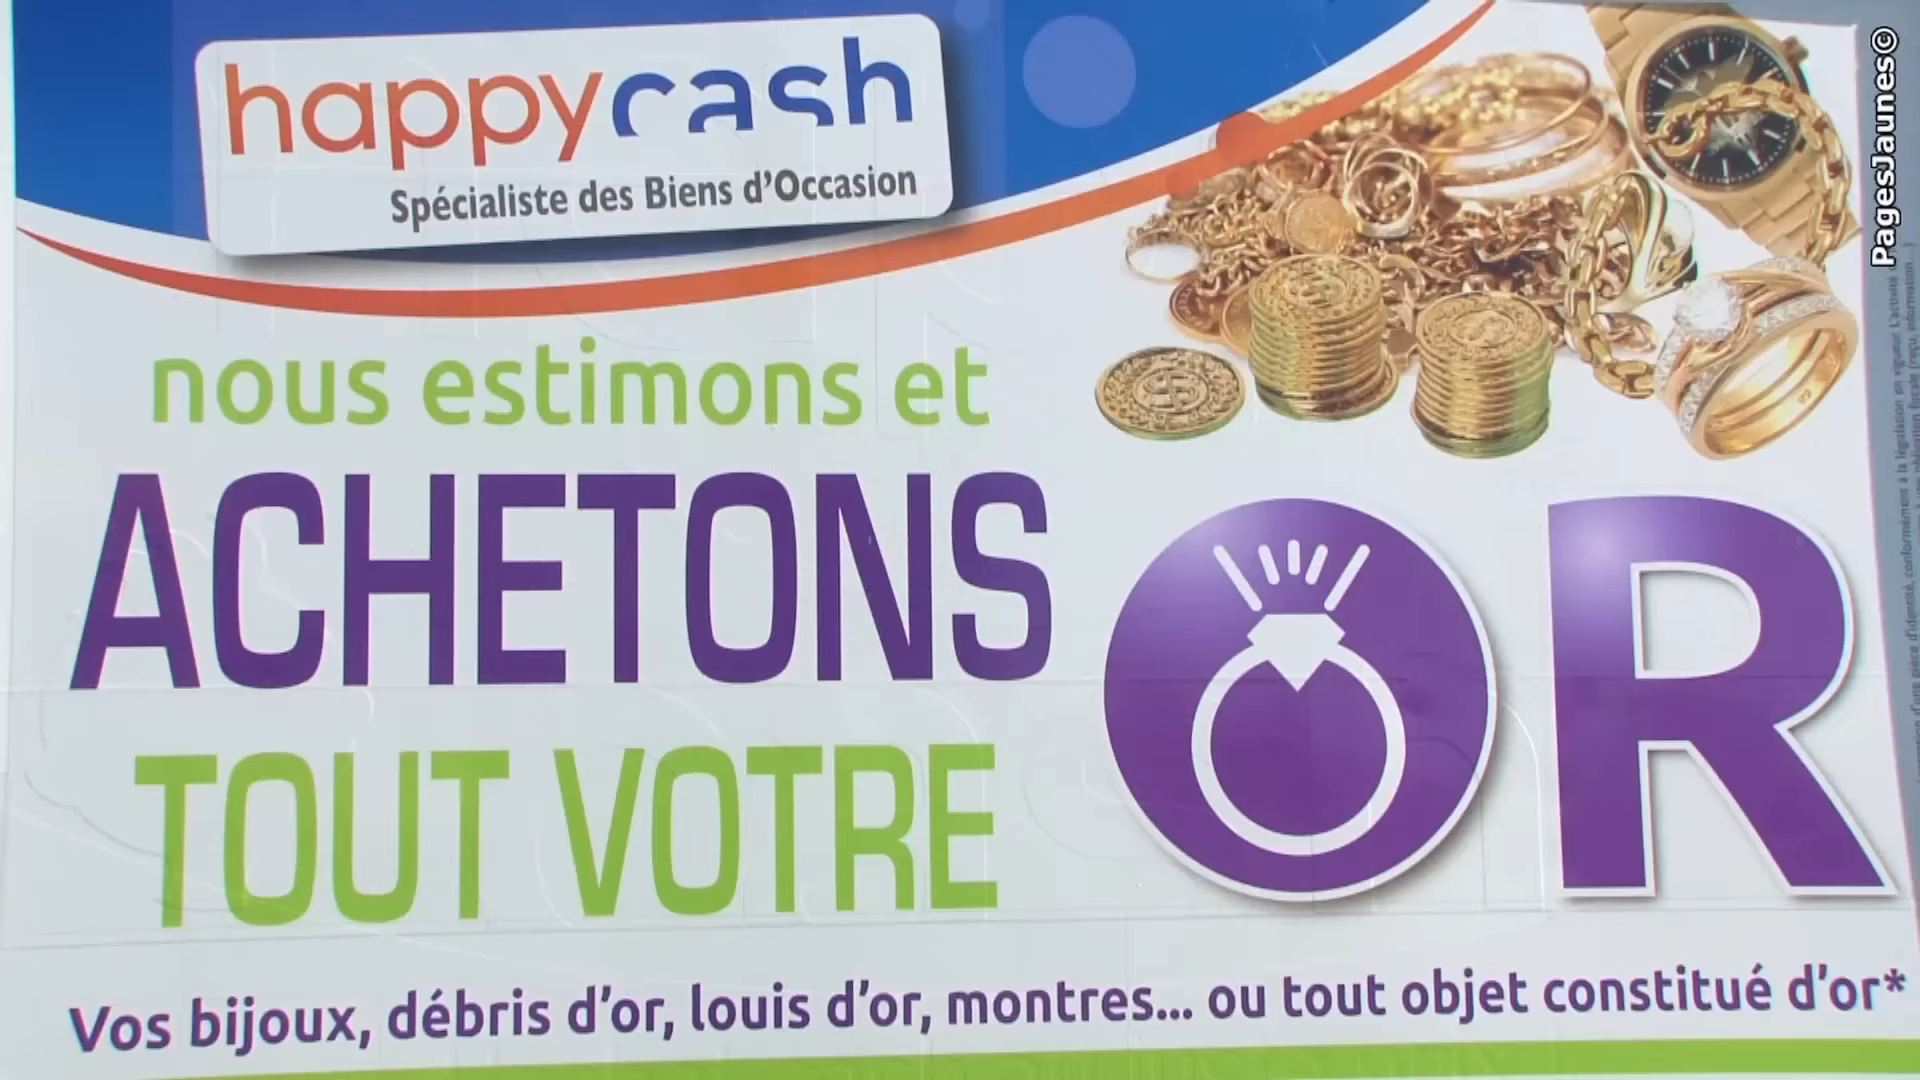 happycash
Spécialiste des Biens d'Occasion
nous estimons et
ACHETONS
TOUT VOTRE
OR
Vos bijoux, débris d'or, louis d'or, montres... ou tout objet constitué d'or*
PagesJaunes©